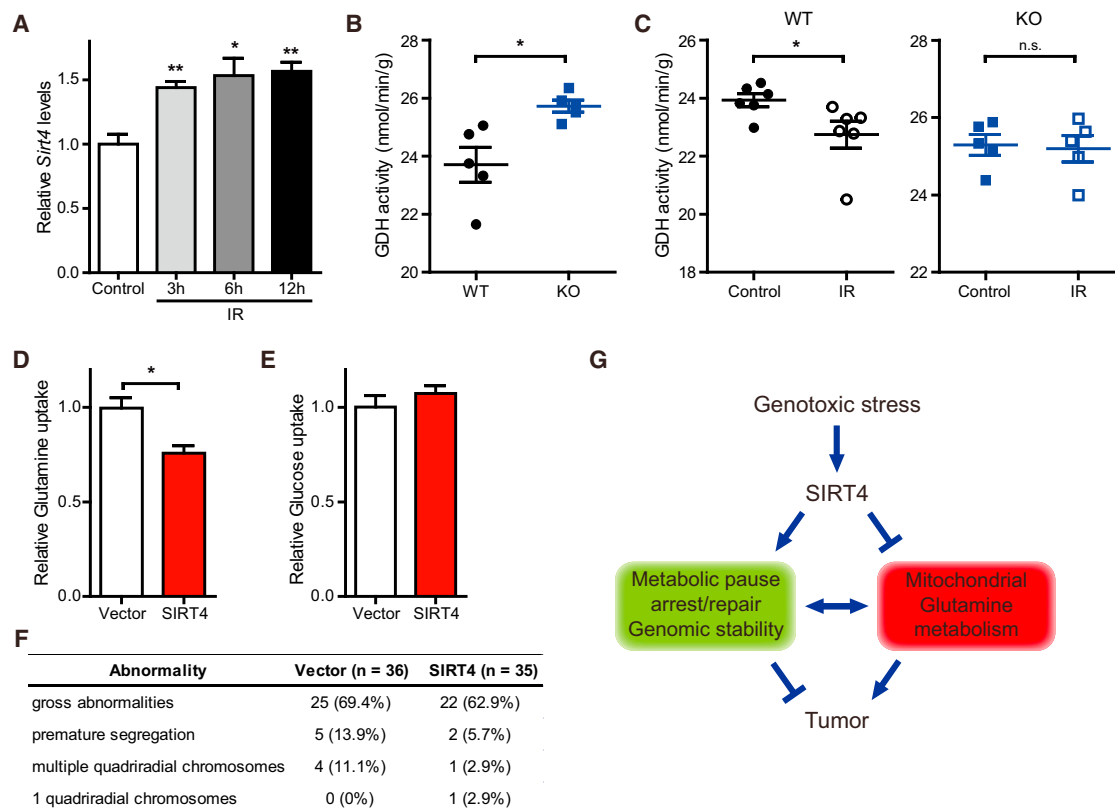 A
Relative Sirt4 levels
1.5
1.0
0.5
0.0
** * **
Control 3h 6h 12h
IR
B
GDH activity (nmol/min/g)
28
26
24
22
20
*
WT KO
C
WT
GDH activity (nmol/min/g)
26
24
22
20
18
*
Control IR
KO
28
26
24
22
n.s.
Control IR
D
Relative Glutamine uptake
1.0
0.5
0.0
*
Vector SIRT4
E
Relative Glucose uptake
1.0
0.5
0.0
Vector SIRT4
F
Abnormality Vector (n = 36) SIRT4 (n = 35)
gross abnormalities 25 (69.4%) 22 (62.9%)
premature segregation 5 (13.9%) 2 (5.7%)
multiple quadriradial chromosomes 4 (11.1%) 1 (2.9%)
1 quadriradial chromosomes 0 (0%) 1 (2.9%)
G
Genotoxic stress
SIRT4
Metabolic pause
arrest/repair
Genomic stability
Mitochondrial
Glutamine
metabolism
Tumor